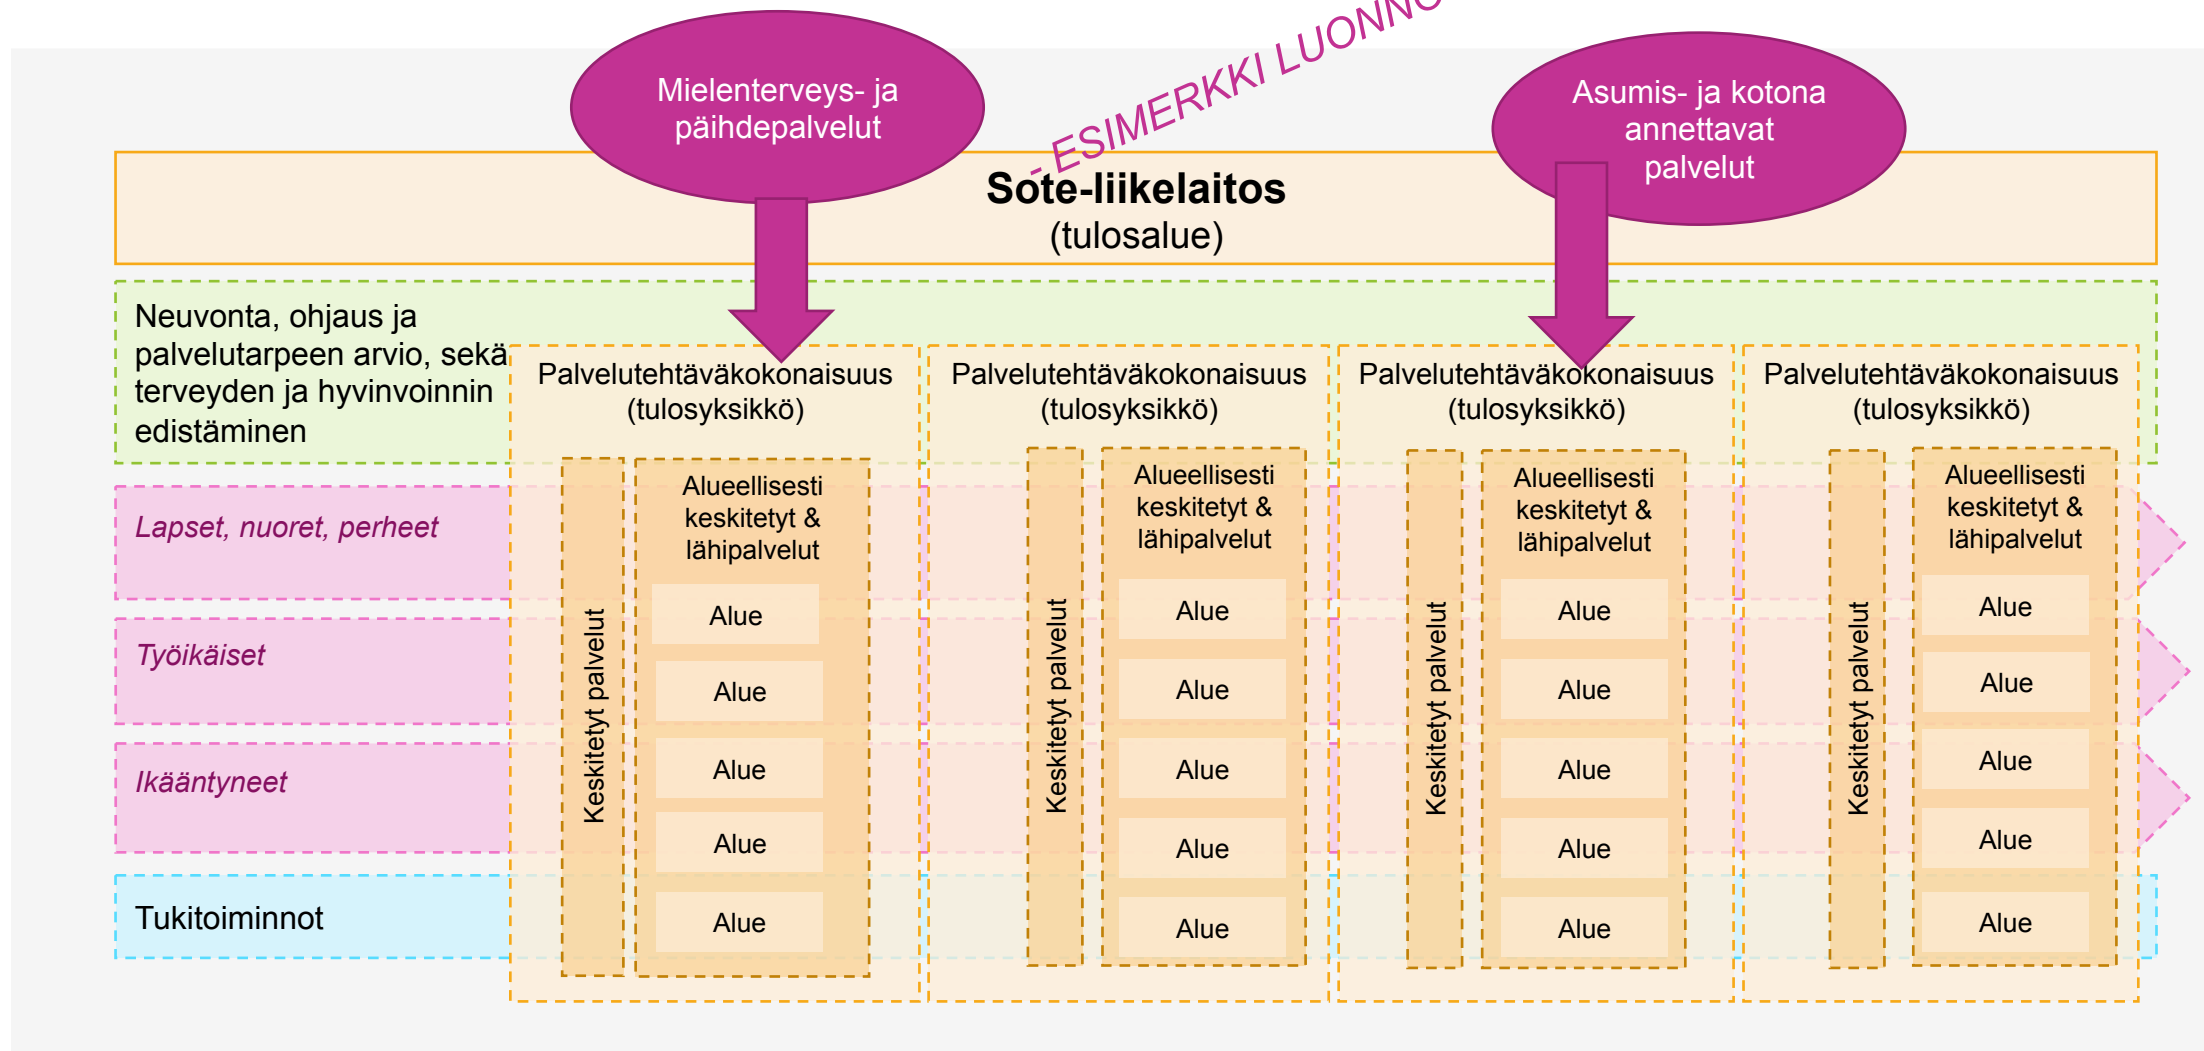 - ESIMERKKI LUONNO
Mielenterveys- ja
päihdepalvelut
Asumis- ja kotona
annettavat
palvelut
Sote-liikelaitos
(tulosalue)
Neuvonta, ohjaus ja
palvelutarpeen arvio, sekä
terveyden ja hyvinvoinnin
edistäminen
Lapset, nuoret, perheet
Työikäiset
Ikääntyneet
Tukitoiminnot
Palvelutehtäväkokonaisuus
(tulosyksikkö)
Keskitetyt palvelut
Alueellisesti
keskitetyt &
lähipalvelut
Alue
Alue
Alue
Alue
Alue
Palvelutehtäväkokonaisuus
(tulosyksikkö)
Keskitetyt palvelut
Alueellisesti
keskitetyt &
lähipalvelut
Alue
Alue
Alue
Alue
Alue
Palvelutehtäväkokonaisuus
(tulosyksikkö)
Keskitetyt palvelut
Alueellisesti
keskitetyt &
lähipalvelut
Alue
Alue
Alue
Alue
Alue
Palvelutehtäväkokonaisuus
(tulosyksikkö)
Keskitetyt palvelut
Alueellisesti
keskitetyt &
lähipalvelut
Alue
Alue
Alue
Alue
Alue